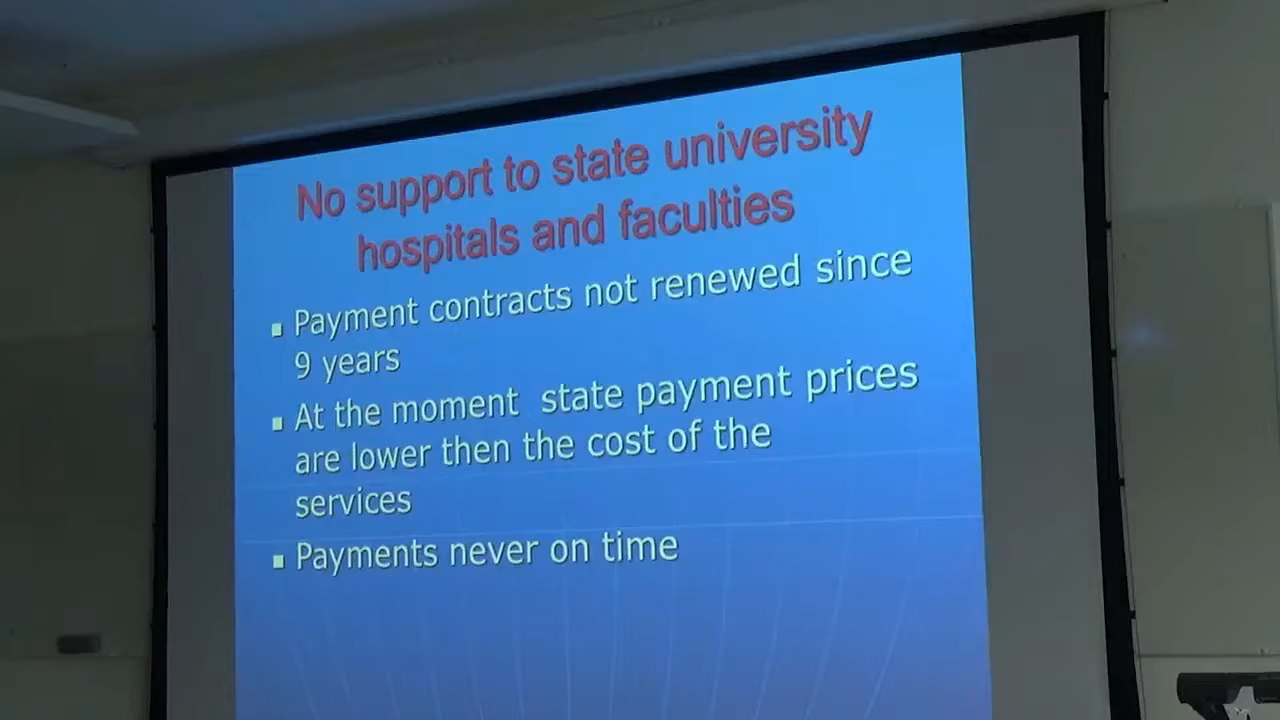 No support to state university
hospitals and faculties
▪ Payment contracts not renewed since
9 years
▪ At the moment state payment prices
are lower then the cost of the
services
▪ Payments never on time